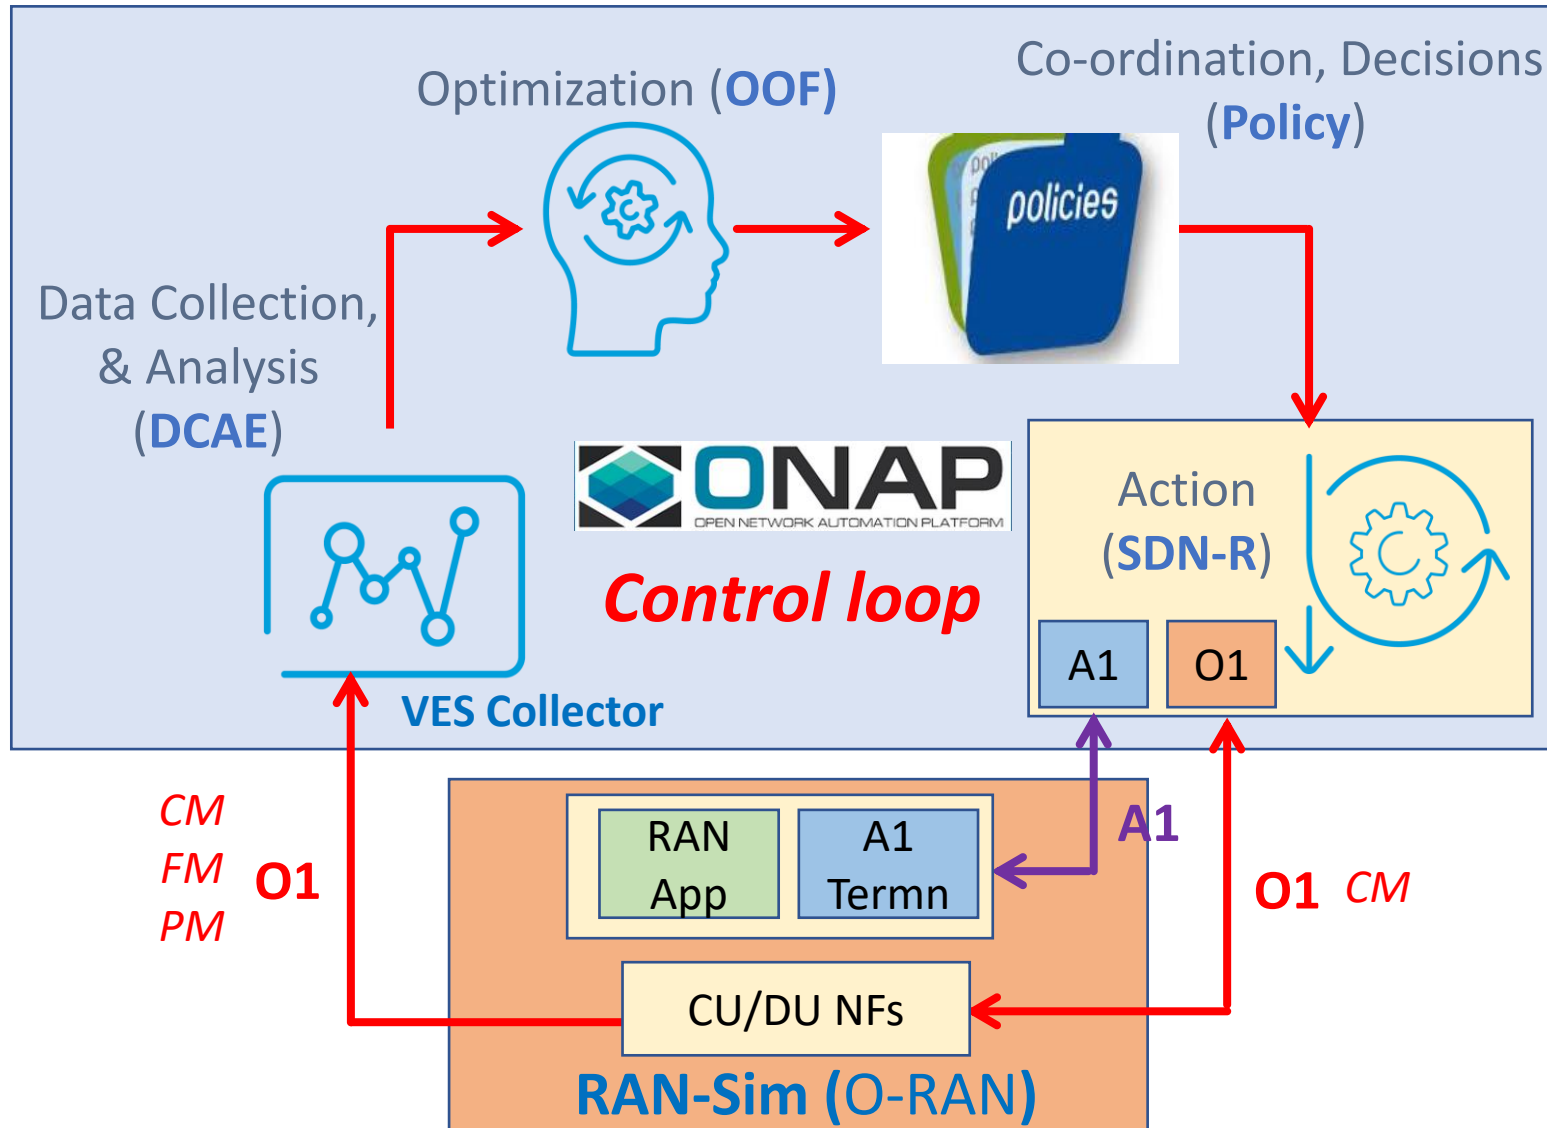 Optimization (OOF)
Co-ordination, Decisions
(Policy)
policies
Data Collection,
& Analysis
(DCAE)
ONAP
OPEN NETWORK AUTOMATION PLATFORM
Control loop
Action
(SDN-R)
A1
O1
VES Collector
CM
FM
PM
O1
RAN
App
A1
Termn
A1
O1 CM
CU/DU NFs
RAN-Sim (O-RAN)